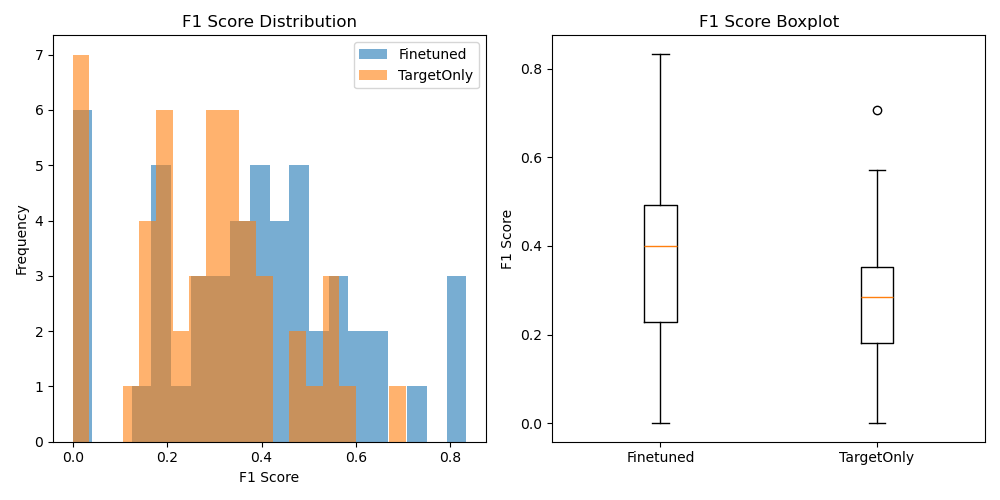 F1 Score Distribution
Finetuned
TargetOnly
7
6
5
4
3
2
1
0
Frequency
0.0 0.2 0.4 0.6 0.8
F1 Score
F1 Score Boxplot
0.8
0.6
0.4
0.2
0.0
F1 Score
Finetuned TargetOnly